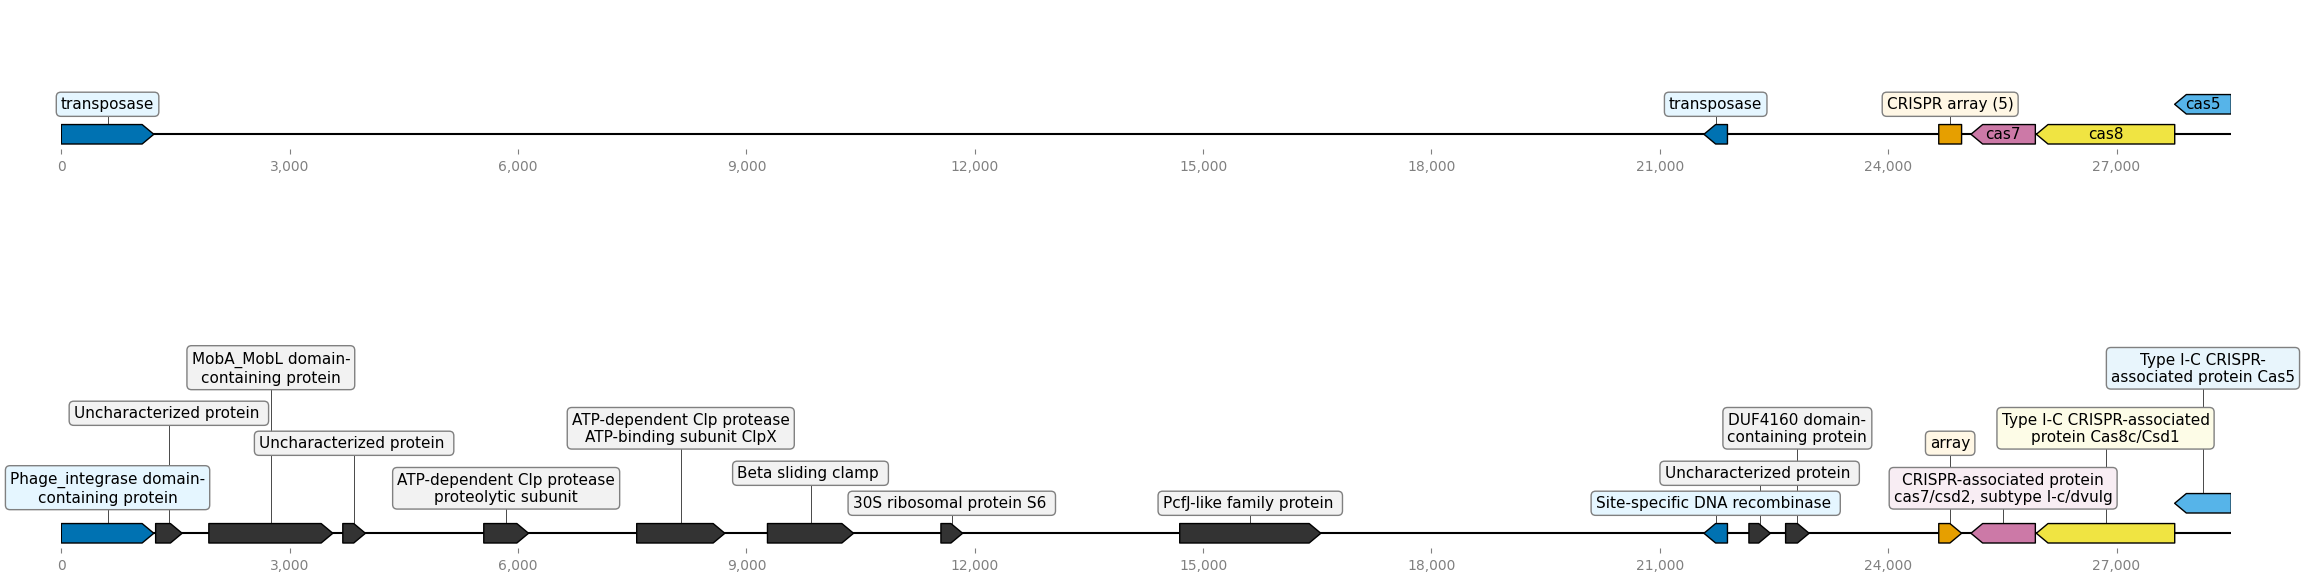 transposase
transposase
CRISPR array (5)
cas5
cas7
cas8
0
3,000
6,000
9,000
12,000
15,000
18,000
21,000
24,000
27,000
MobA_MobL domain-
containing protein
Type I-C CRISPR-
associated protein Cas5
Uncharacterized protein
ATP-dependent Clp protease
ATP-binding subunit ClpX
DUF4160 domain-
containing protein
Type I-C CRISPR-associated
protein Cas8c/Csd1
Uncharacterized protein
array
Phage_integrase domain-
containing protein
ATP-dependent Clp protease
proteolytic subunit
Beta sliding clamp
Uncharacterized protein
CRISPR-associated protein
cas7/csd2, subtype I-c/dvulg
30S ribosomal protein S6
PcfJ-like family protein
Site-specific DNA recombinase
0
3,000
6,000
9,000
12,000
15,000
18,000
21,000
24,000
27,000